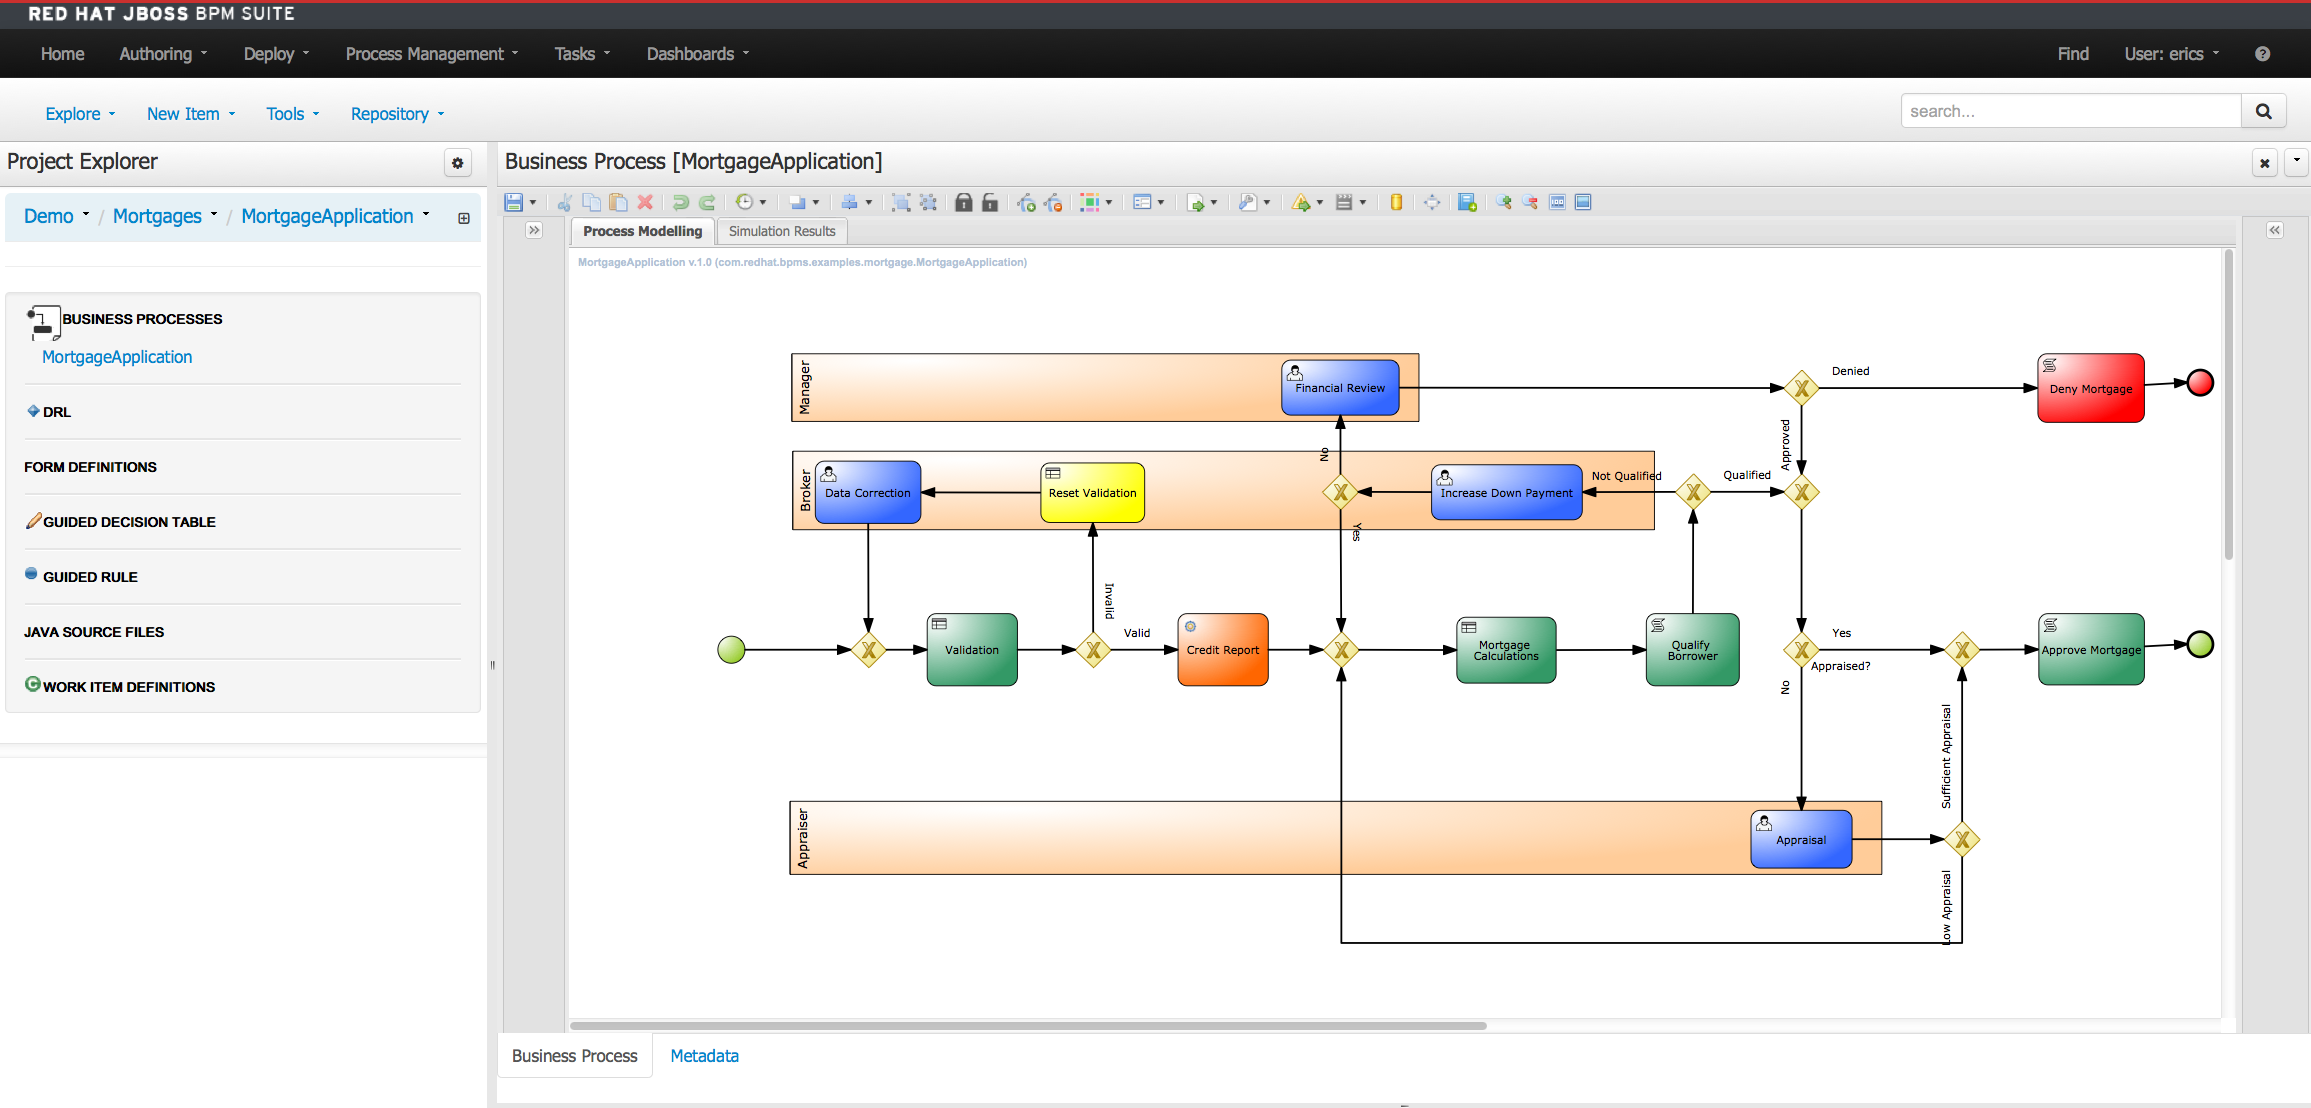 RED HAT JBOSS BPM SUITE
Home Authoring Deploy Process Management Tasks Dashboards Find User: erics
Explore New Item Tools Repository search...
Project Explorer
Demo / Mortgages / MortgageApplication
BUSINESS PROCESSES
MortgageApplication
DRL
FORM DEFINITIONS
GUIDED DECISION TABLE
GUIDED RULE
JAVA SOURCE FILES
WORK ITEM DEFINITIONS
Business Process [MortgageApplication]
Process Modelling Simulation Results
MortgageApplication v.1.0 (com.redhat.bpms.examples.mortgage.MortgageApplication)
Manager
Financial Review
Denied
Deny Mortgage
Approved
No
Broker
Data Correction
Reset Validation
Increase Down Payment
Not Qualified
Qualified
Yes
Invalid
Validation
Valid
Credit Report
Mortgage
Calculations
Qualify
Borrower
Yes
Appraised?
No
Approve Mortgage
Sufficient Appraisal
Appraiser
Appraisal
Low Appraisal
Business Process Metadata